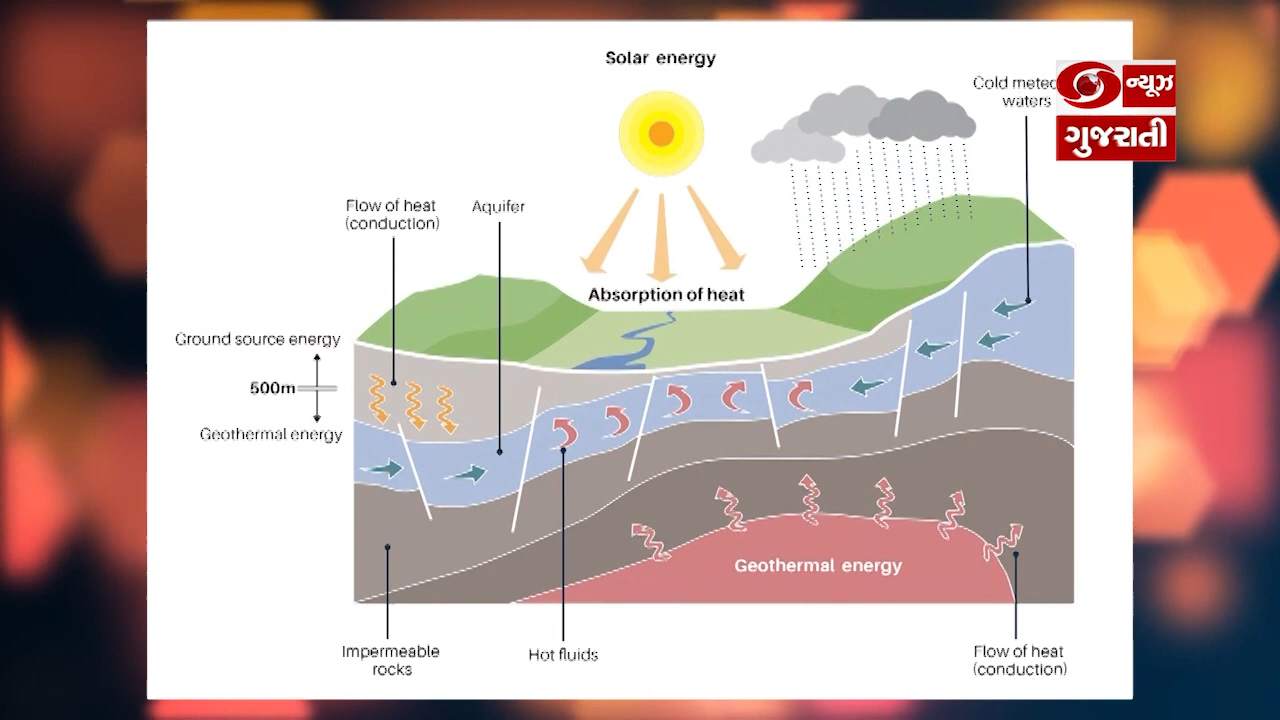 Solar energy
Cold
waters
ન્યૂઝ
ગુજરાતી
Flow of heat
(conduction)
Aquifer
Absorption of heat
Ground source energy
500m
Geothermal energy
Geothermal energy
Impermeable
rocks
Hot fluids
Flow of heat
(conduction)